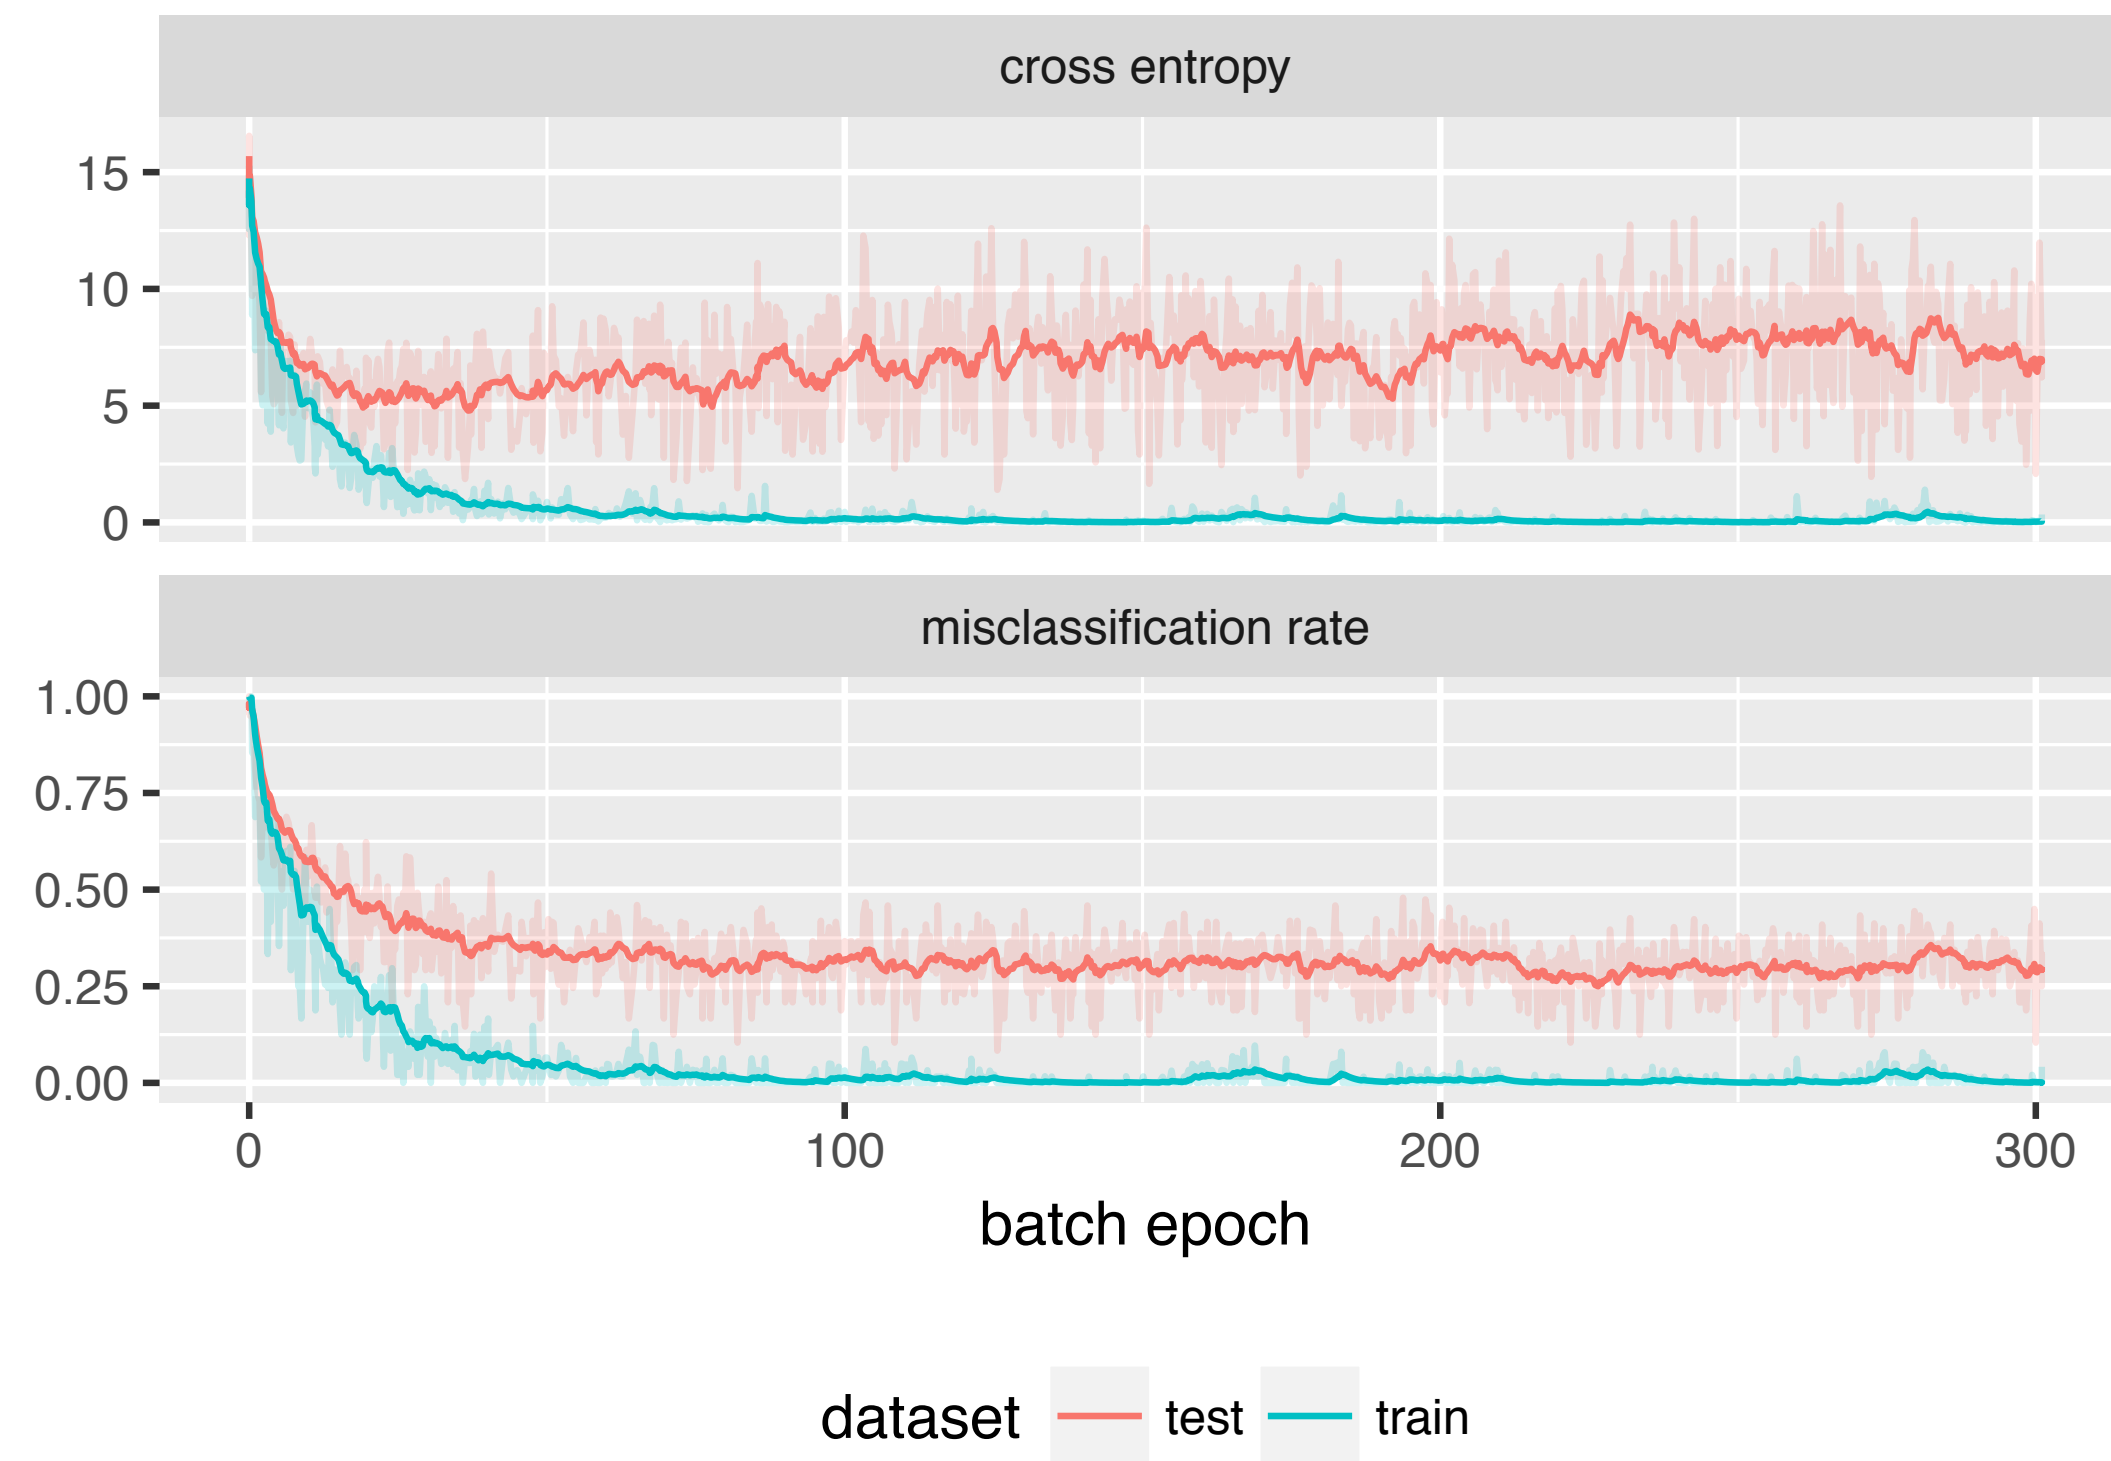 cross entropy
15
10
5
0
misclassification rate
1.00
0.75
0.50
0.25
0.00
0 100 200 300
batch epoch
dataset test train